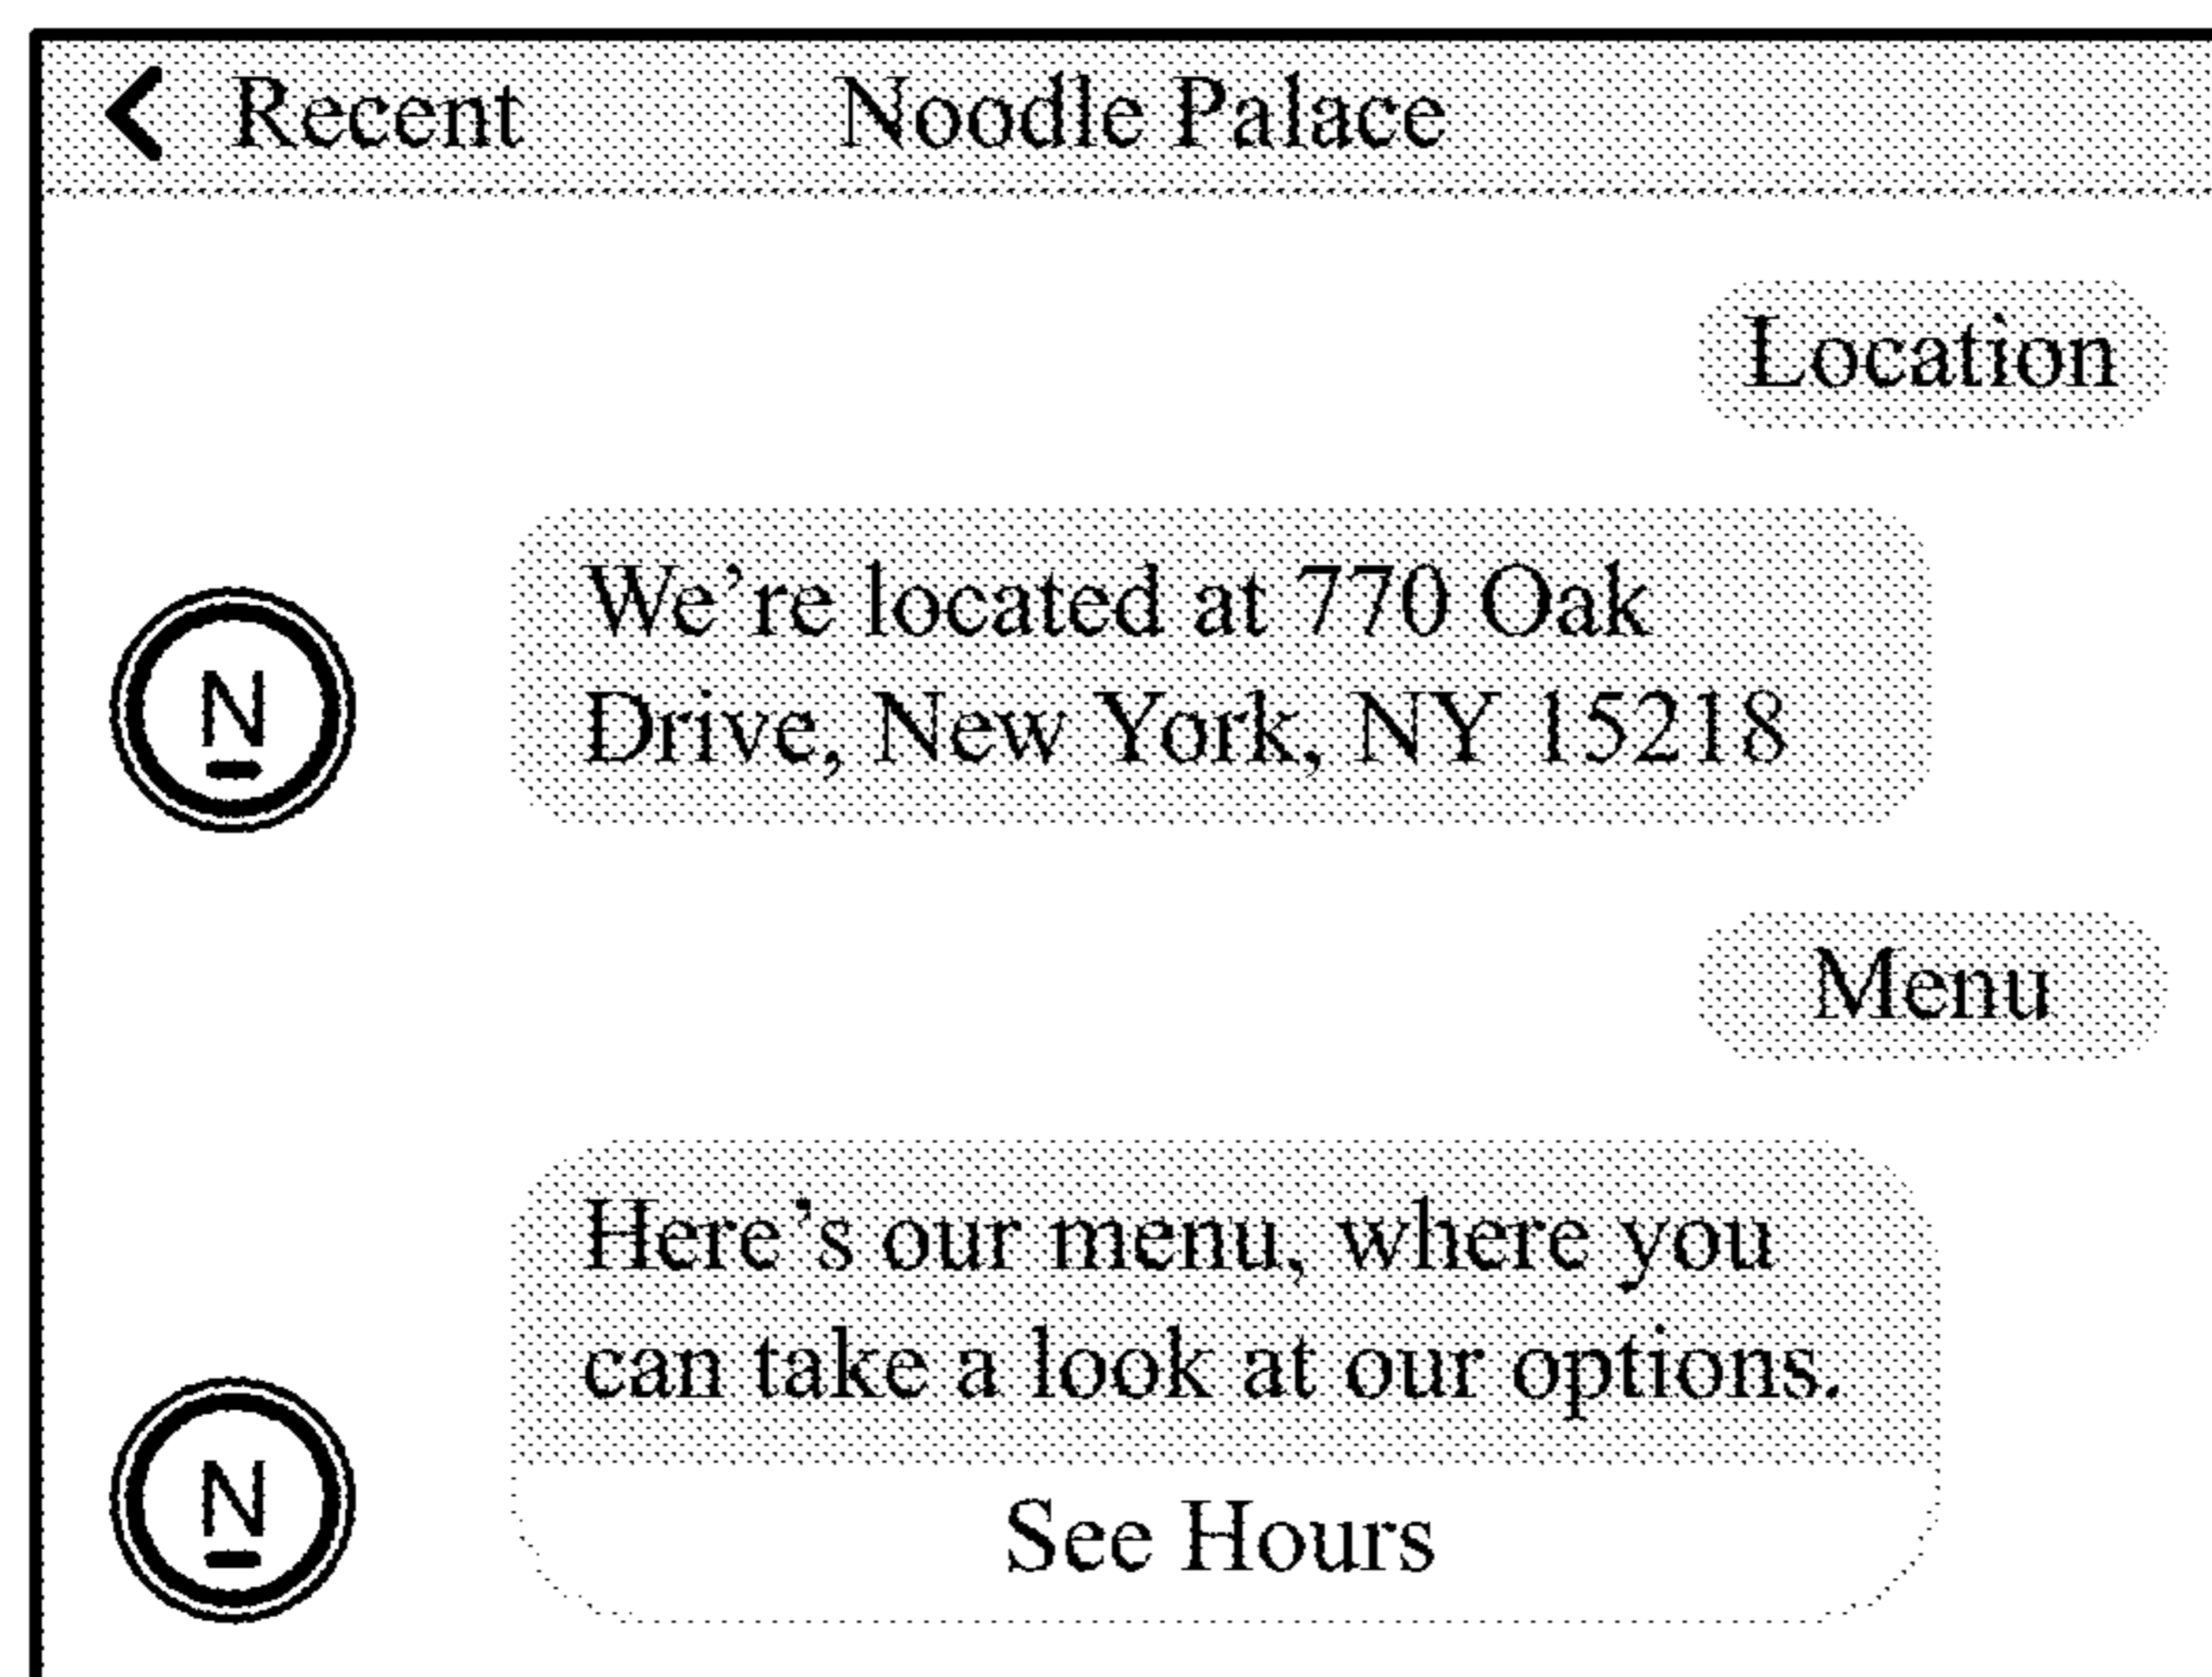 Recent Noodle Palace
Location
We’re located at 770 Oak
Drive, New York, NY 15218
N
Menu
Here’s our menu, where you
can take a look at our options.
N
See Hours